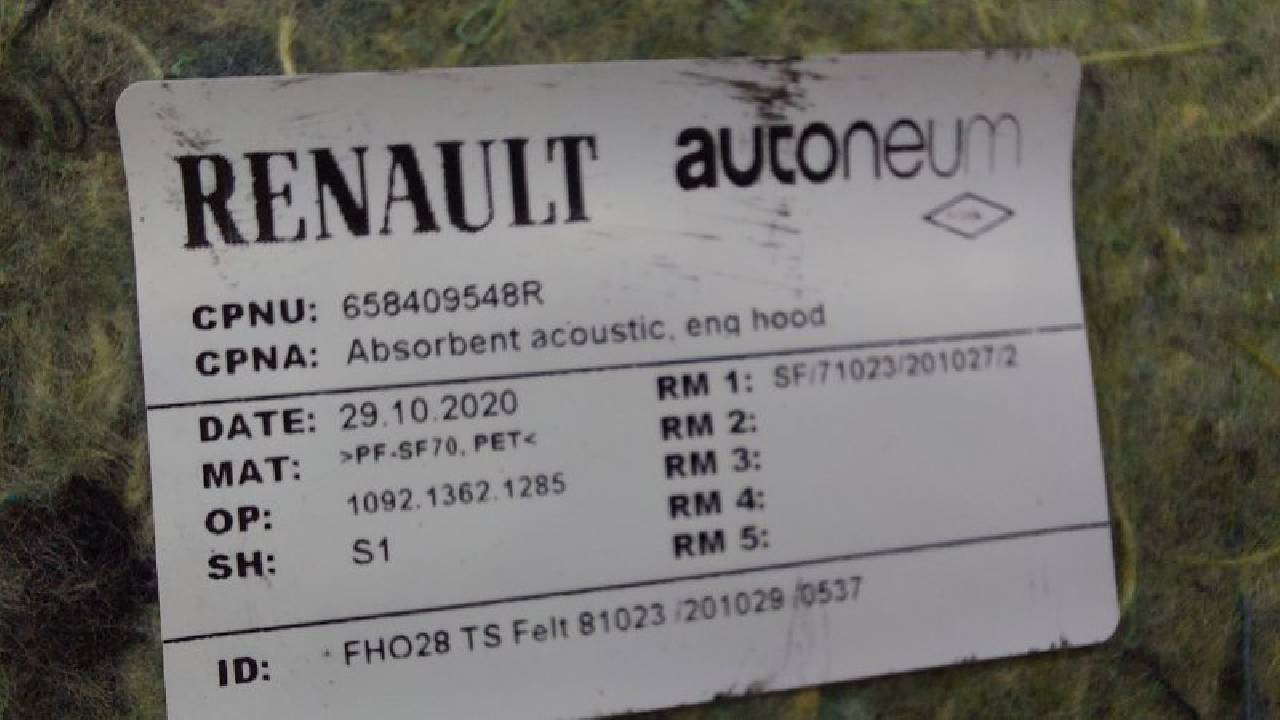 RENAULT autoneum
CPNU: 658409548R
CPNA: Absorbent acoustic, eng hood
DATE: 29.10.2020
MAT: >PF-SF70, PET<
OP: 1092.1362.1285
SH: S1
RM 1: SF/71023/201027/2
RM 2:
RM 3:
RM 4:
RM 5:
ID: FHO28 TS Felt 81023 /201029 /0537